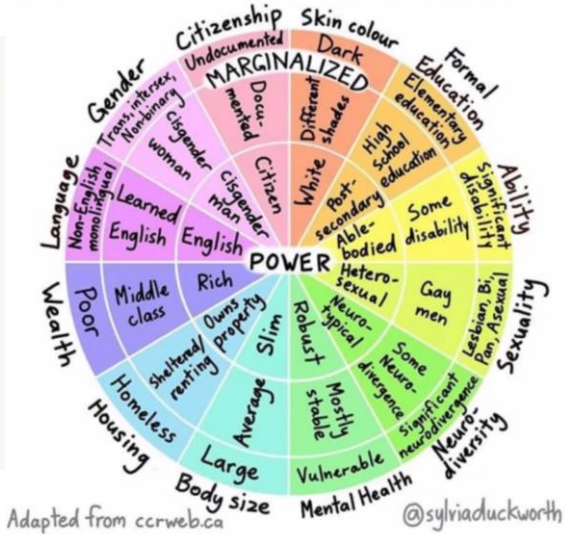 Citizenship
Undocumented
Docu-
mented
Citizen
Skin colour
Dark
Different
shades
White
Formal
Education
Elementary
education
High
School
education
Post-
secondary
Ability
Significant
disability
Some
disability
Able-
bodied
Sexuality
Lesbian, Bi,
Pan, Asexual
Gay
men
Hetero-
sexual
Neuro-
diversity
Significant
neurodivergence
Some
Neuro-
divergence
Neuro-
typical
Mental Health
Vulnerable
Mostly
stable
Robust
Body size
Large
Average
Slim
Housing
Homeless
Sheltered/
renting
Owns
property
Wealth
Poor
Middle
class
Rich
Language
Non-English
monolingual
Learned
English
English
Gender
Trans, intersex,
Nonbinary
cisgender
woman
cisgender
man
MARGINALIZED
POWER
Adapted from ccrweb.ca
@sylviaduckworth